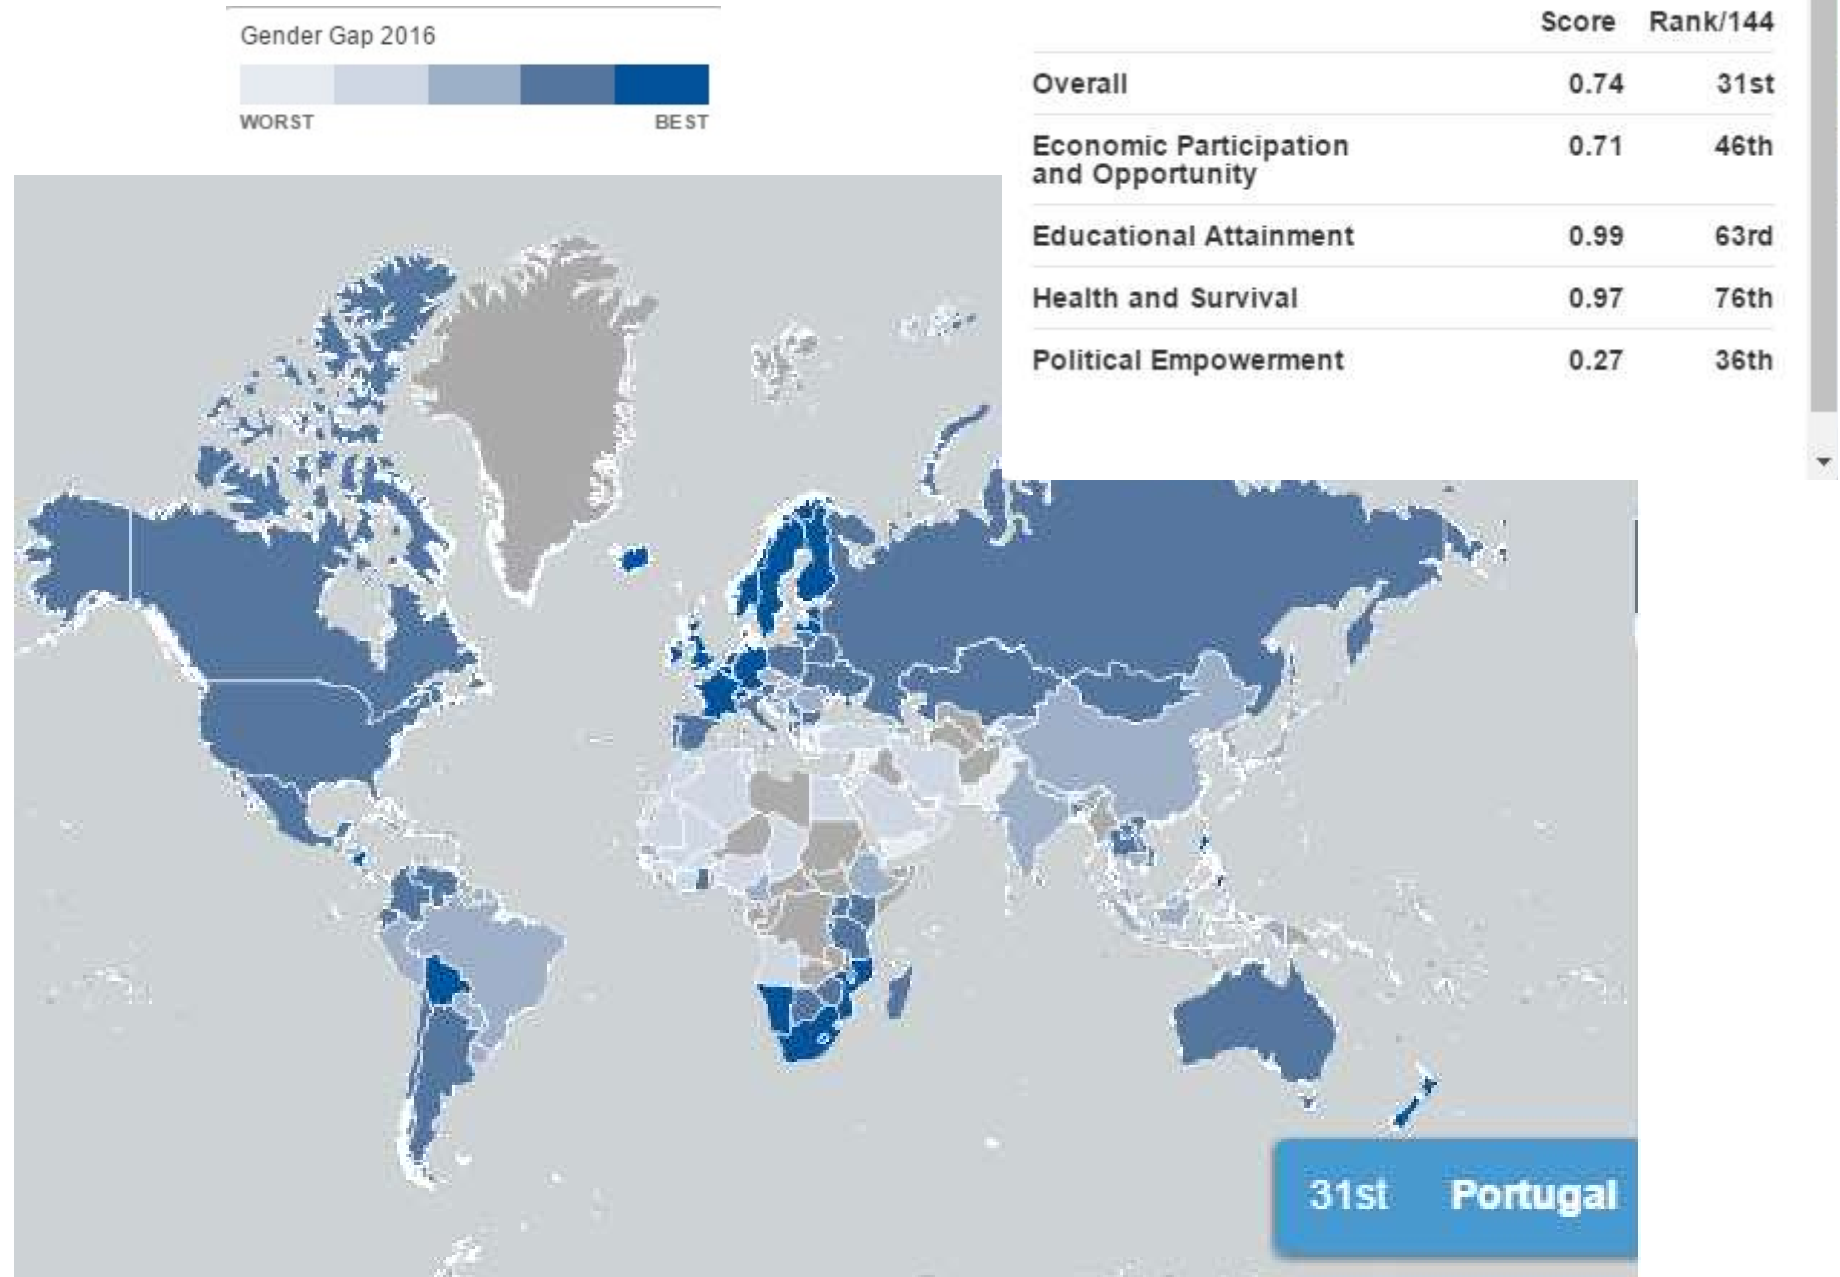 Gender Gap 2016
WORST BEST
Score Rank/144
Overall 0.74 31st
Economic Participation 0.71 46th
and Opportunity
Educational Attainment 0.99 63rd
Health and Survival 0.97 76th
Political Empowerment 0.27 36th
31st Portugal